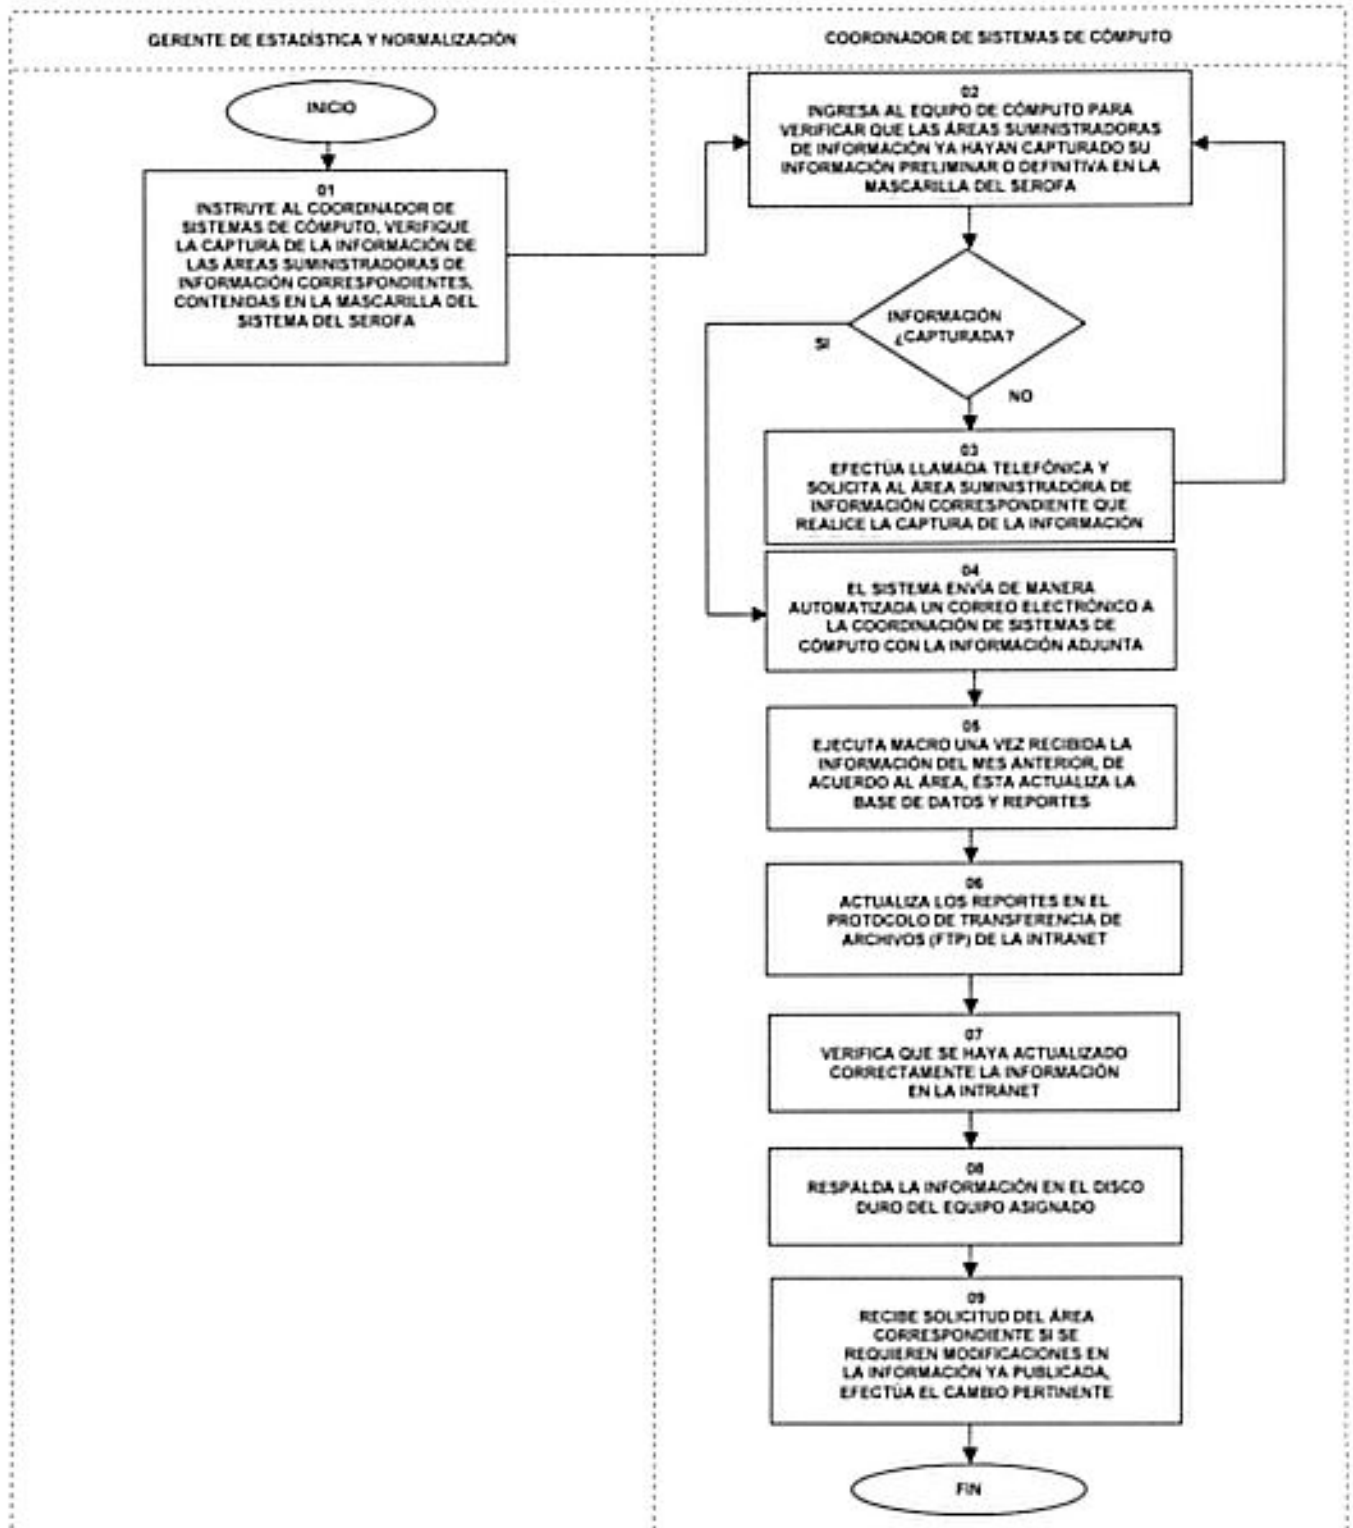 GERENTE DE ESTADÍSTICA Y NORMALIZACIÓN
COORDINADOR DE SISTEMAS DE CÓMPUTO
INICIO
01
INSTRUYE AL COORDINADOR DE
SISTEMAS DE CÓMPUTO, VERIFIQUE
LA CAPTURA DE LA INFORMACIÓN DE
LAS ÁREAS SUMINISTRADORAS DE
INFORMACIÓN CORRESPONDIENTES,
CONTENIDAS EN LA MASCARILLA DEL
SISTEMA DEL SEROFA
02
INGRESA AL EQUIPO DE CÓMPUTO PARA
VERIFICAR QUE LAS ÁREAS SUMINISTRADORAS
DE INFORMACIÓN YA HAYAN CAPTURADO SU
INFORMACIÓN PRELIMINAR O DEFINITIVA EN LA
MASCARILLA DEL SEROFA
INFORMACIÓN
¿CAPTURADA?
SI
NO
03
EFECTÚA LLAMADA TELEFÓNICA Y
SOLICITA AL ÁREA SUMINISTRADORA DE
INFORMACIÓN CORRESPONDIENTE QUE
REALICE LA CAPTURA DE LA INFORMACIÓN
04
EL SISTEMA ENVÍA DE MANERA
AUTOMATIZADA UN CORREO ELECTRÓNICO A
LA COORDINACIÓN DE SISTEMAS DE
CÓMPUTO CON LA INFORMACIÓN ADJUNTA
05
EJECUTA MACRO UNA VEZ RECIBIDA LA
INFORMACIÓN DEL MES ANTERIOR, DE
ACUERDO AL ÁREA, ÉSTA ACTUALIZA LA
BASE DE DATOS Y REPORTES
06
ACTUALIZA LOS REPORTES EN EL
PROTOCOLO DE TRANSFERENCIA DE
ARCHIVOS (FTP) DE LA INTRANET
07
VERIFICA QUE SE HAYA ACTUALIZADO
CORRECTAMENTE LA INFORMACIÓN
EN LA INTRANET
08
RESPALDA LA INFORMACIÓN EN EL DISCO
DURO DEL EQUIPO ASIGNADO
09
RECIBE SOLICITUD DEL ÁREA
CORRESPONDIENTE SI SE
REQUIEREN MODIFICACIONES EN
LA INFORMACIÓN YA PUBLICADA,
EFECTÚA EL CAMBIO PERTINENTE
FIN